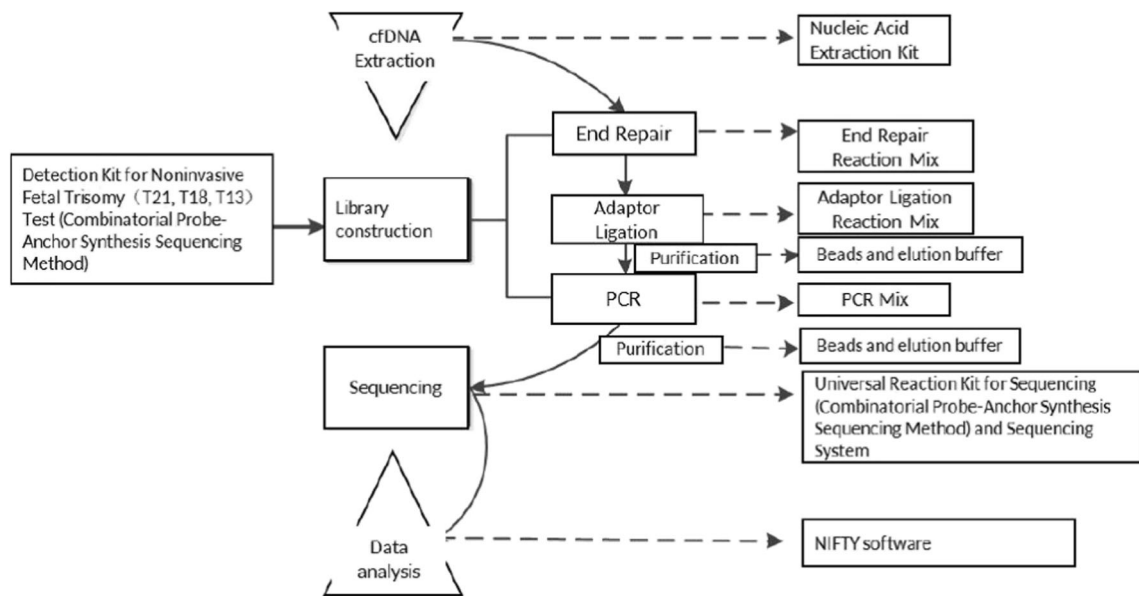 cfDNA
Extraction
Nucleic Acid
Extraction Kit
End Repair
End Repair
Reaction Mix
Detection Kit for Noninvasive
Fetal Trisomy（T21, T18, T13）
Test (Combinatorial Probe-
Anchor Synthesis Sequencing
Method)
Library
construction
Adaptor
Ligation
Adaptor Ligation
Reaction Mix
Purification
Beads and elution buffer
PCR
PCR Mix
Purification
Beads and elution buffer
Sequencing
Universal Reaction Kit for Sequencing
(Combinatorial Probe-Anchor Synthesis
Sequencing Method) and Sequencing
System
Data
analysis
NIFTY software